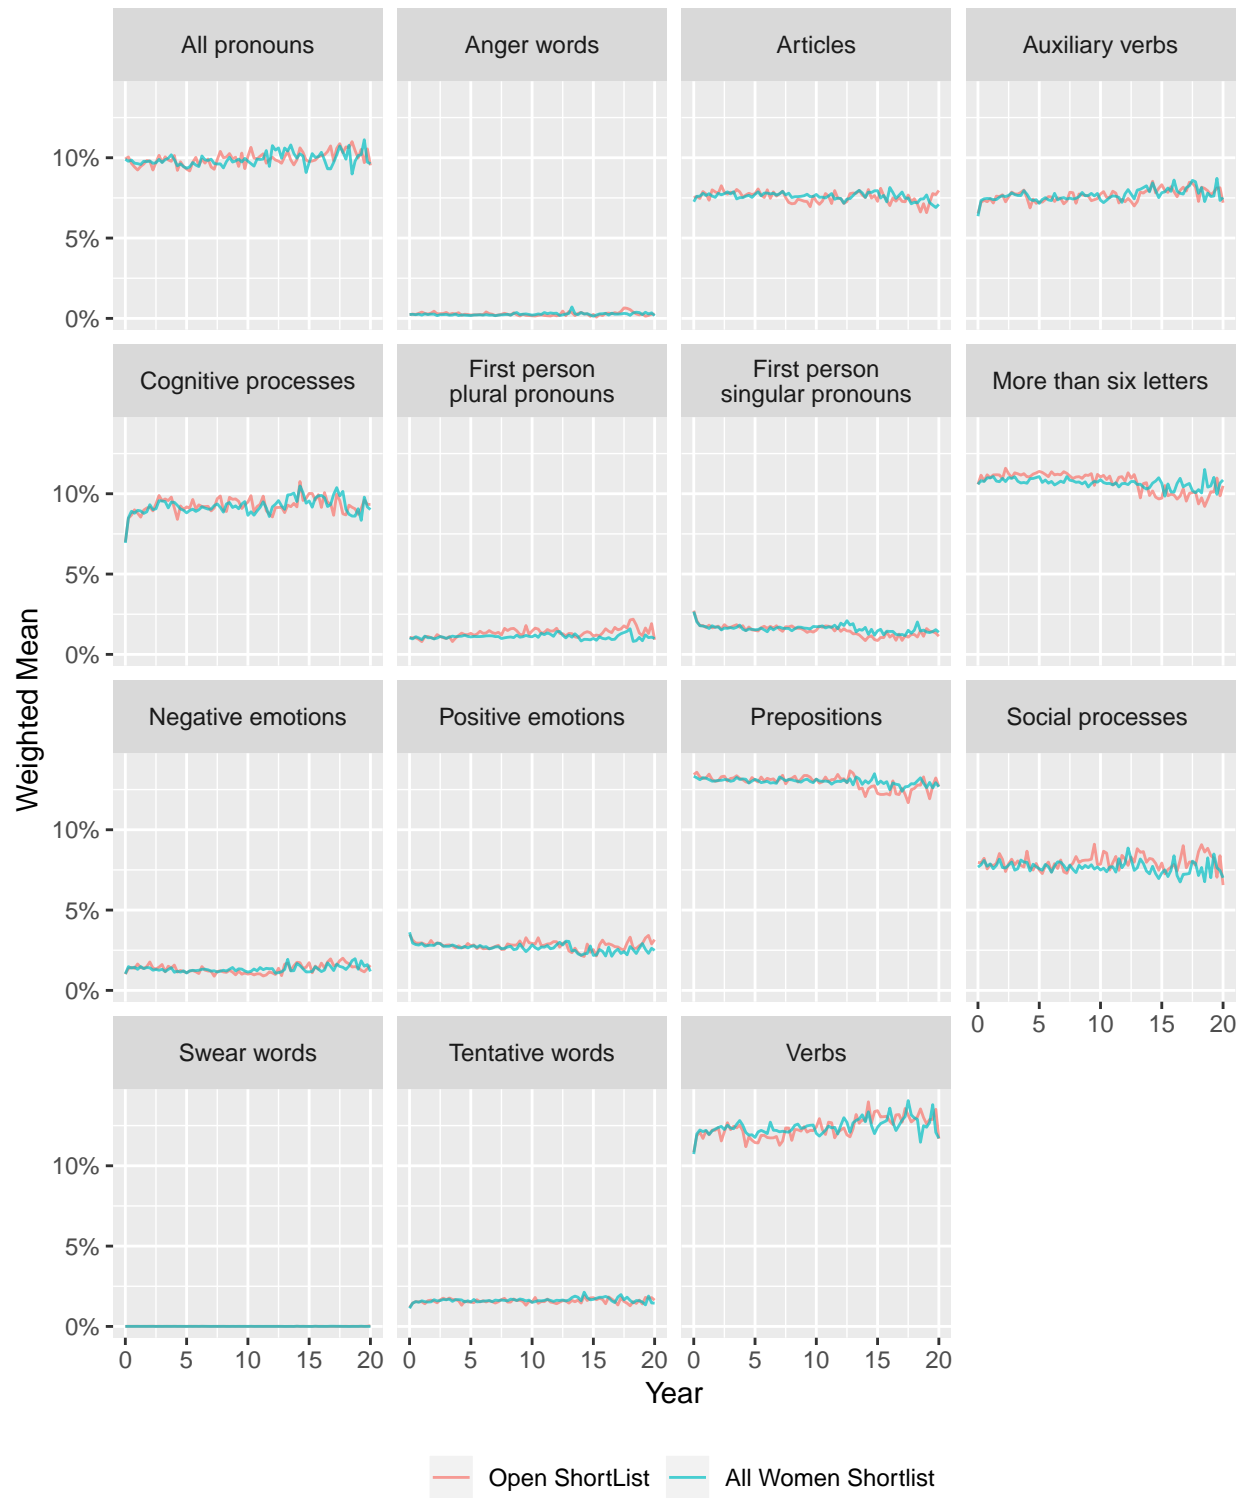 All pronouns
Anger words
Articles
Auxiliary verbs
10%
5%
0%
Cognitive processes
First person
plural pronouns
First person
singular pronouns
More than six letters
10%
5%
0%
Weighted Mean
Negative emotions
Positive emotions
Prepositions
Social processes
10%
5%
0%
0 5 10 15 20
Swear words
Tentative words
Verbs
10%
5%
0%
0 5 10 15 20
0 5 10 15 20
0 5 10 15 20
Year
Open ShortList
All Women Shortlist